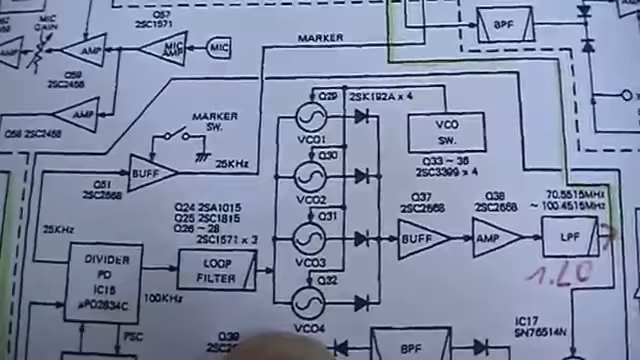 MIC
GAIN
Q57
2SC1571
AMP
AMP
MIC
AMP
MIC
MARKER
BPF
Q59
2SC2458
AMP
Q58 2SC2458
MARKER
SW.
Q29
2SK192A × 4
VCO1
VCO
SW.
Q33 ~ 36
2SC3399 × 4
BUFF
25KHz
Q51
2SC2668
Q30
VCO2
Q24 2SA1015
Q25 2SC1815
Q26 ~ 28
2SC1571 × 3
Q31
VCO3
Q37
2SC2668
BUFF
Q38
2SC2668
AMP
70.5515MHz
~ 100.4515MHz
LPF
1.LO
25KHz
DIVIDER
PD
IC15
μPD2834C
100KHz
LOOP
FILTER
Q32
VCO4
PSC
Q39
BPF
IC17
SN76514N